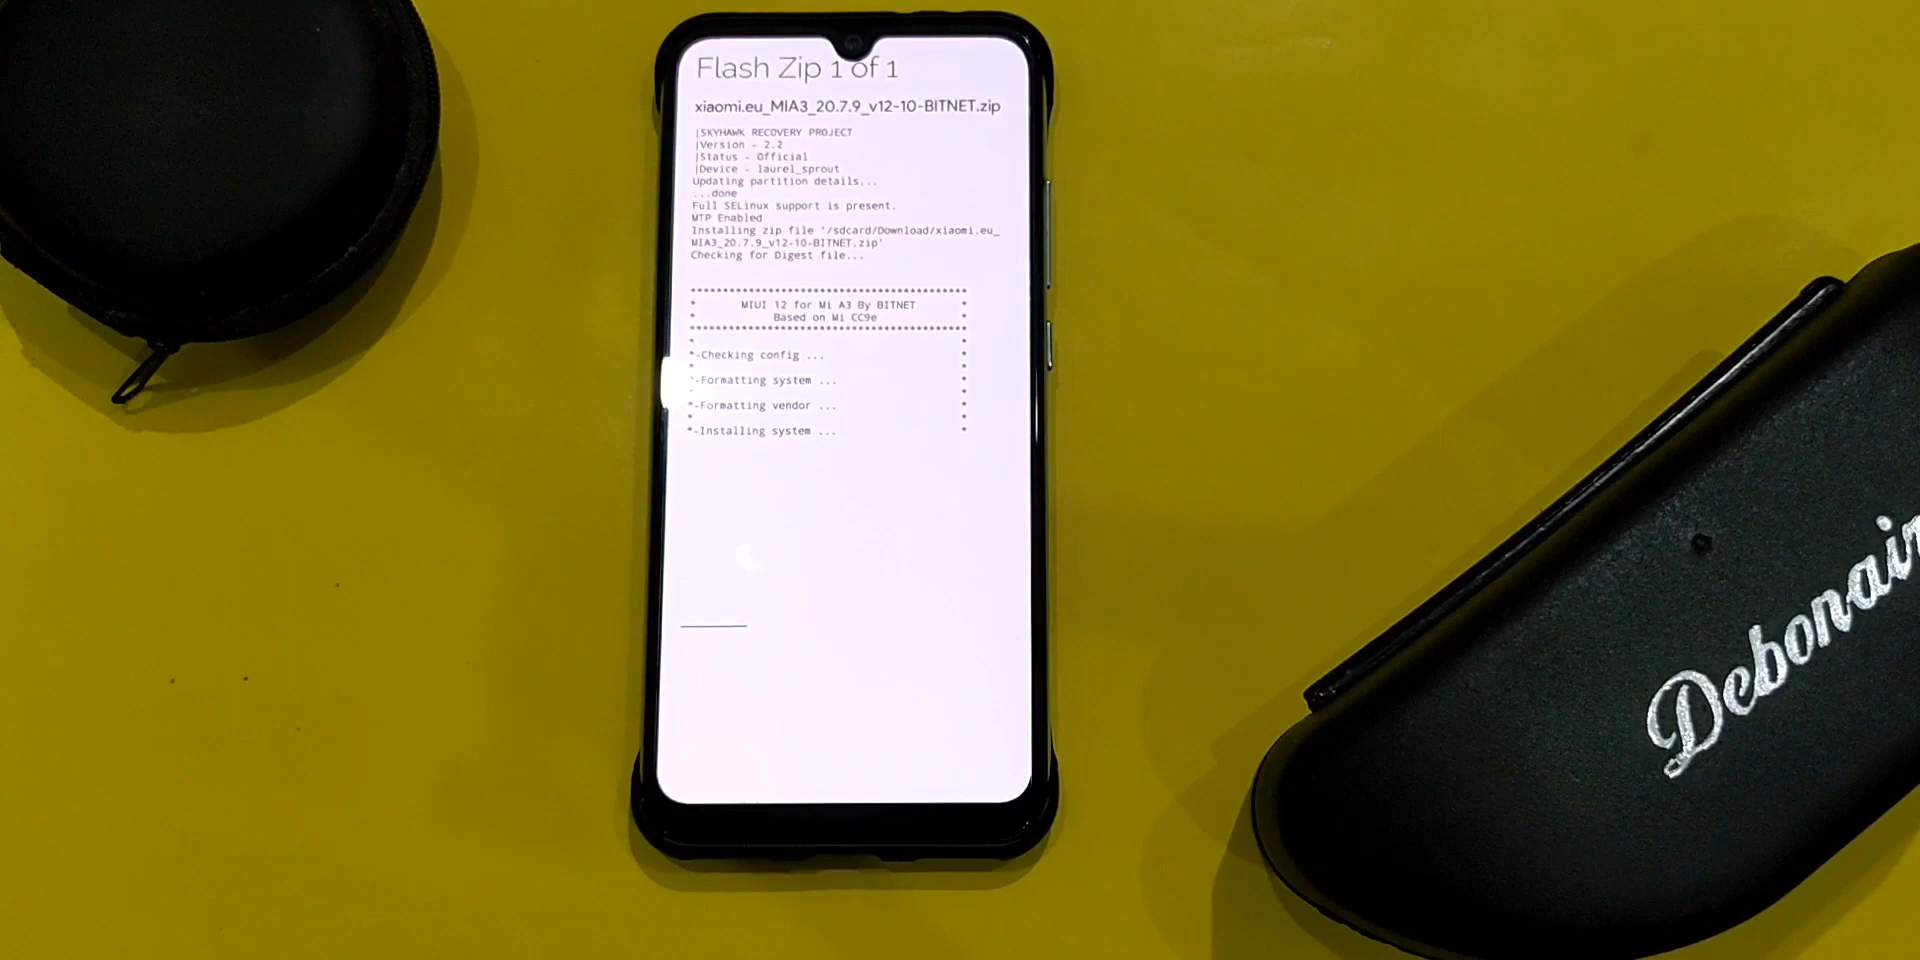 Flash Zip 1 of 1
xiaomi.eu_MIA3_20.7.9_v12-10-BITNET.zip
|SKYHAWK RECOVERY PROJECT
|Version - 2.2
|Status - Official
|Device - laurel_sprout
Updating partition details...
...done
Full SELinux support is present.
MTP Enabled
Installing zip file '/sdcard/Download/xiaomi.eu_
MIA3_20.7.9_v12-10-BITNET.zip'
Checking for Digest file...
********************************************
* MIUI 12 for Mi A3 By BITNET *
* Based on Mi CC9e *
********************************************
* *
*-Checking config ... *
* *
*-Formatting system ... *
* *
*-Formatting vendor ... *
* *
*-Installing system ... *
Debonair